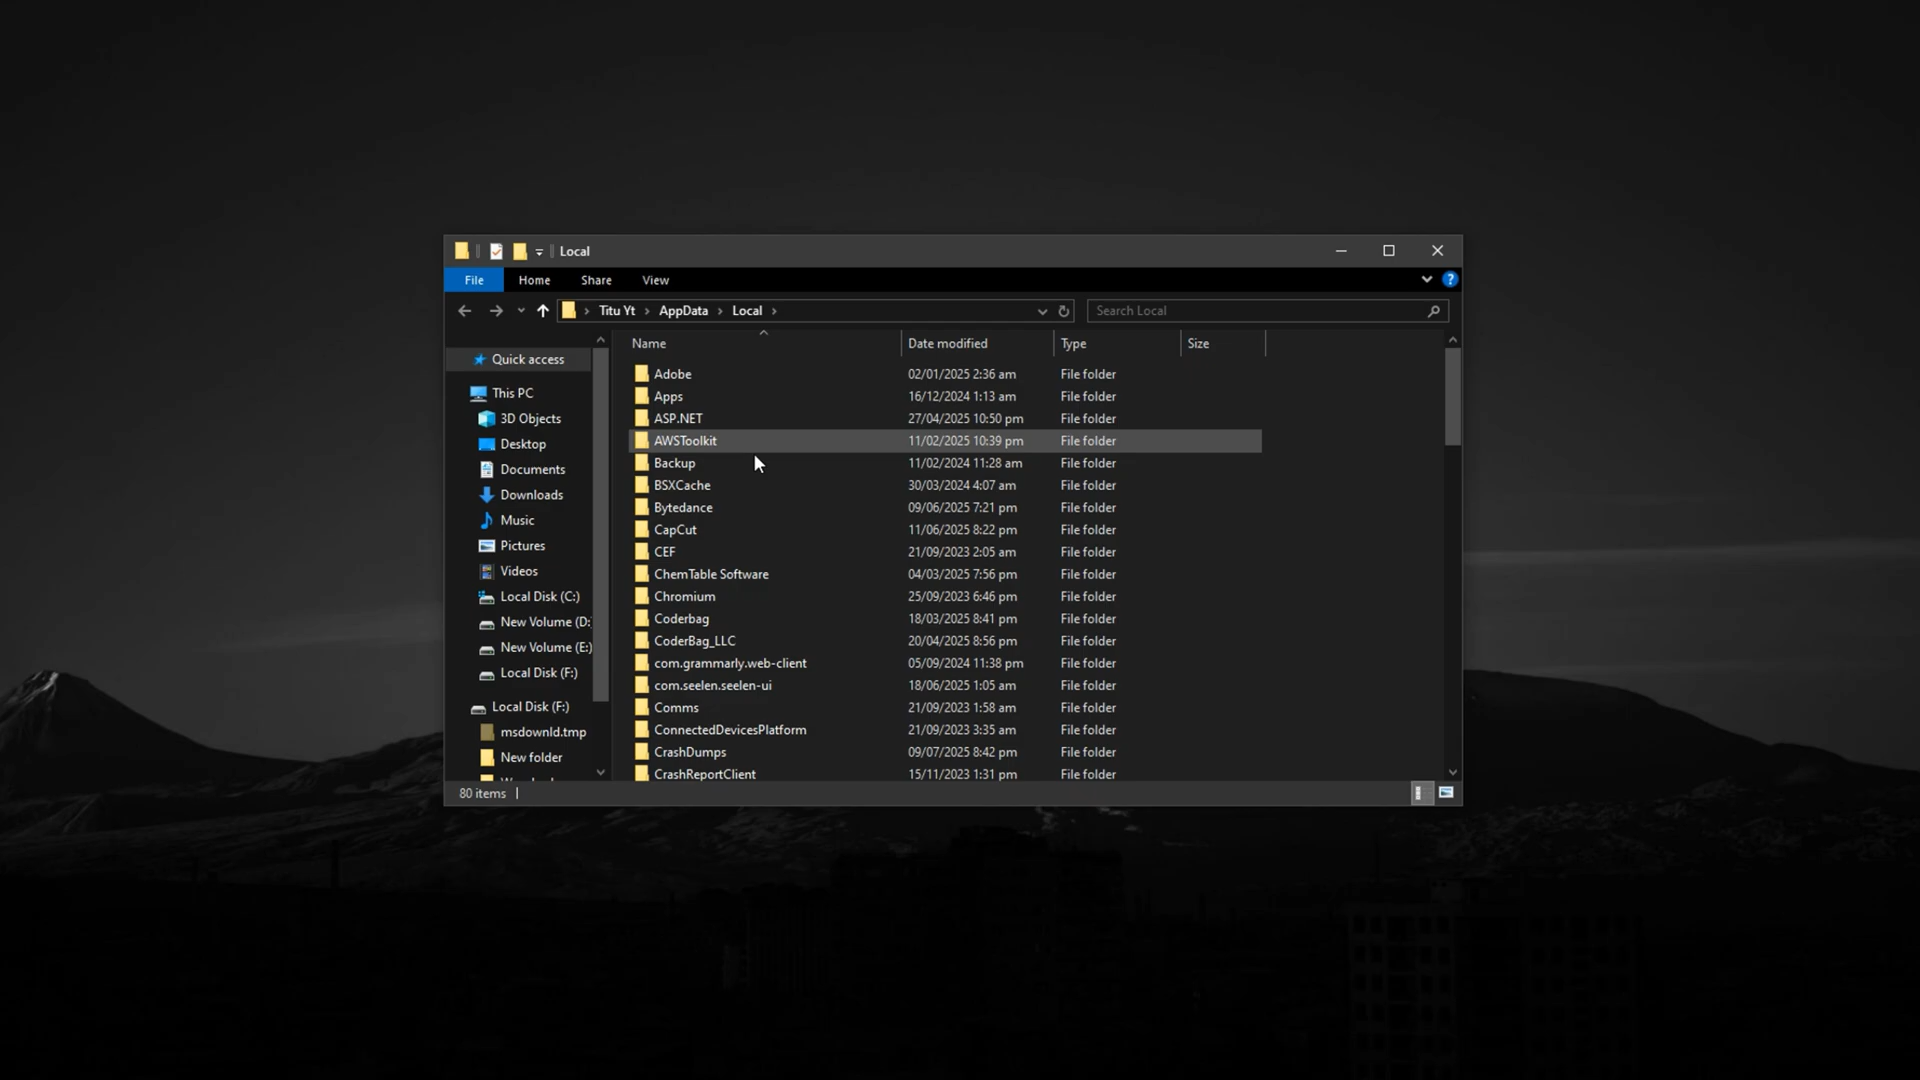 Local
File Home Share View
Titu Yt AppData Local
Search Local
Name Date modified Type Size
Quick access
This PC
3D Objects
Desktop
Documents
Downloads
Music
Pictures
Videos
Local Disk (C:)
New Volume (D:
New Volume (E:)
Local Disk (F:)
Local Disk (F:)
msdownld.tmp
New folder
Adobe 02/01/2025 2:36 am File folder
Apps 16/12/2024 1:13 am File folder
ASP.NET 27/04/2025 10:50 pm File folder
AWSToolkit 11/02/2025 10:39 pm File folder
Backup 11/02/2024 11:28 am File folder
BSXCache 30/03/2024 4:07 am File folder
Bytedance 09/06/2025 7:21 pm File folder
CapCut 11/06/2025 8:22 pm File folder
CEF 21/09/2023 2:05 am File folder
ChemTable Software 04/03/2025 7:56 pm File folder
Chromium 25/09/2023 6:46 pm File folder
Coderbag 18/03/2025 8:41 pm File folder
CoderBag_LLC 20/04/2025 8:56 pm File folder
com.grammarly.web-client 05/09/2024 11:38 pm File folder
com.seelen.seelen-ui 18/06/2025 1:05 am File folder
Comms 21/09/2023 1:58 am File folder
ConnectedDevicesPlatform 21/09/2023 3:35 am File folder
CrashDumps 09/07/2025 8:42 pm File folder
CrashReportClient 15/11/2023 1:31 pm File folder
80 items